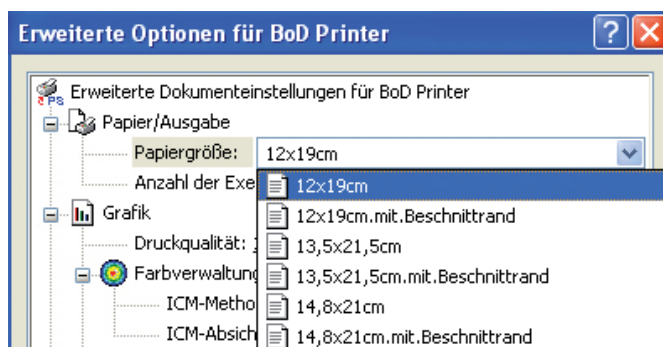 Erweiterte Optionen für BoD Printer
Erweiterte Dokumenteinstellungen für BoD Printer
Papier/Ausgabe
Papiergröße: 12x19cm
Anzahl der Exe
12x19cm
Grafik
12x19cm.mit.Beschnittrand
Druckqualität:
13,5x21,5cm
Farbverwaltung
13,5x21,5cm.mit.Beschnittrand
ICM-Metho
14,8x21cm
ICM-Absich
14,8x21cm.mit.Beschnittrand